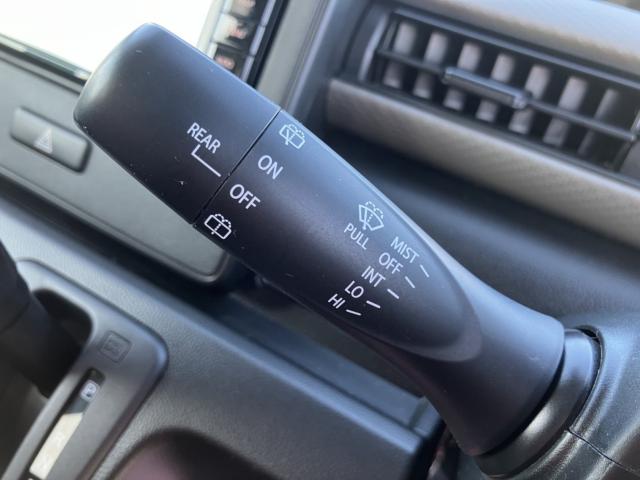 REAR
ON
OFF
PULL
MIST
OFF
INT
LO
HI
P